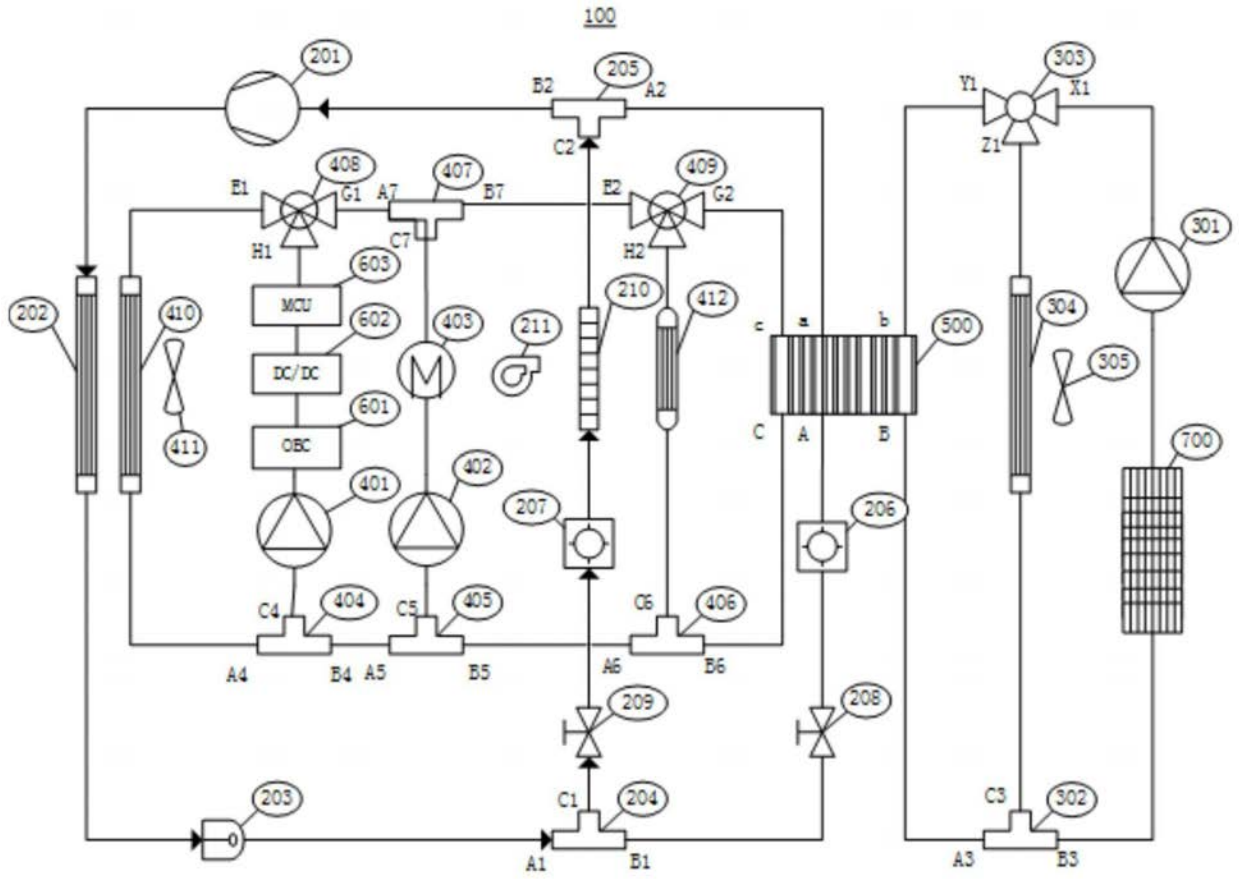 100
201
B2
205
A2
Y1
303
X1
Z1
C2
408
407
409
E1
G1
A7
B7
E2
G2
C7
H1
H2
301
603
MCU
210
412
202
410
602
403
211
c
a
b
500
304
DC/DC
305
601
411
OBC
C
A
B
700
401
402
207
206
C4
404
C5
405
C6
406
A4
B4
A5
B5
A6
B6
209
208
203
C1
204
C3
302
A1
B1
A3
B3